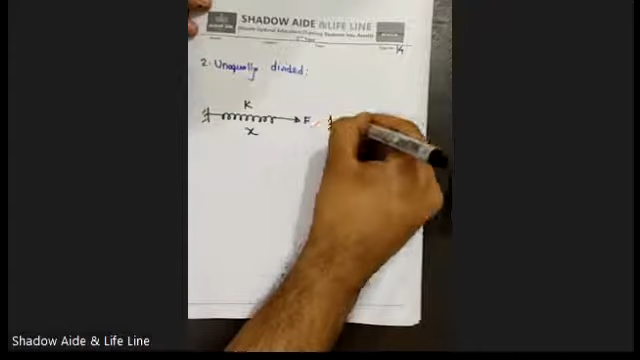 SHADOW AIDE & LIFE LINE
2. Unequally divided:
K
F
x
Shadow Aide & Life Line